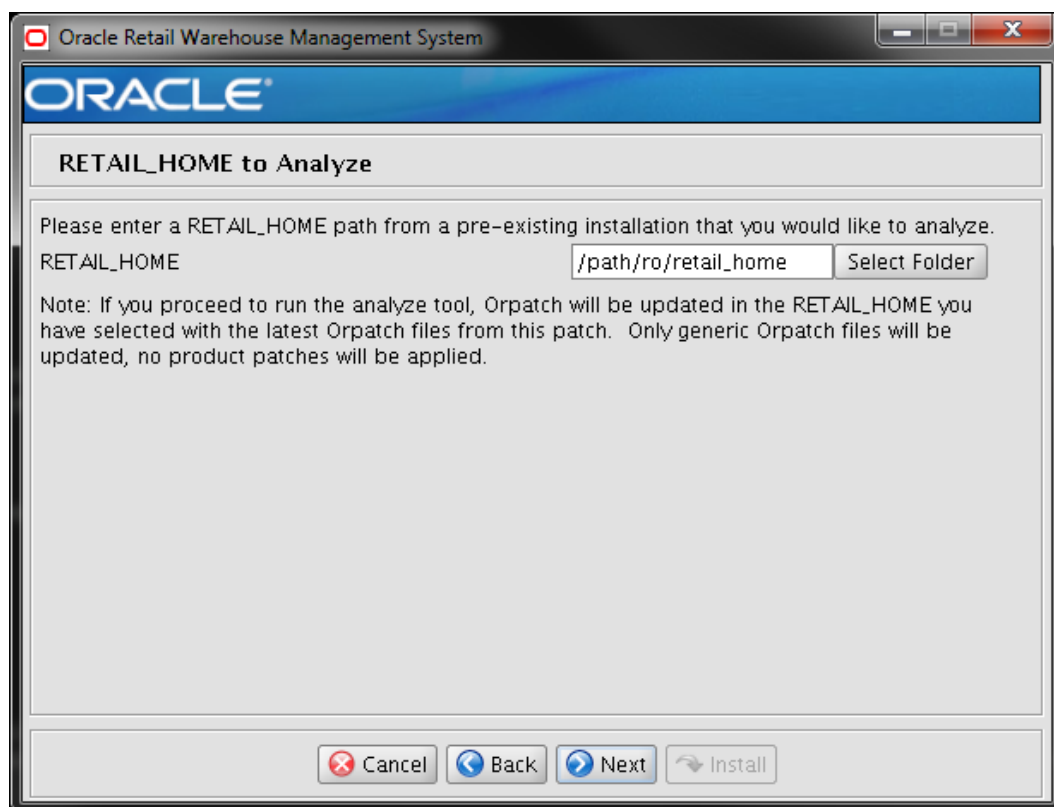 Oracle Retail Warehouse Management System
ORACLE®
RETAIL_HOME to Analyze
Please enter a RETAIL_HOME path from a pre-existing installation that you would like to analyze.
RETAIL_HOME
/path/ro/retail_home
Select Folder
Note: If you proceed to run the analyze tool, Orpatch will be updated in the RETAIL_HOME you
have selected with the latest Orpatch files from this patch. Only generic Orpatch files will be
updated, no product patches will be applied.
Cancel
Back
Next
Install